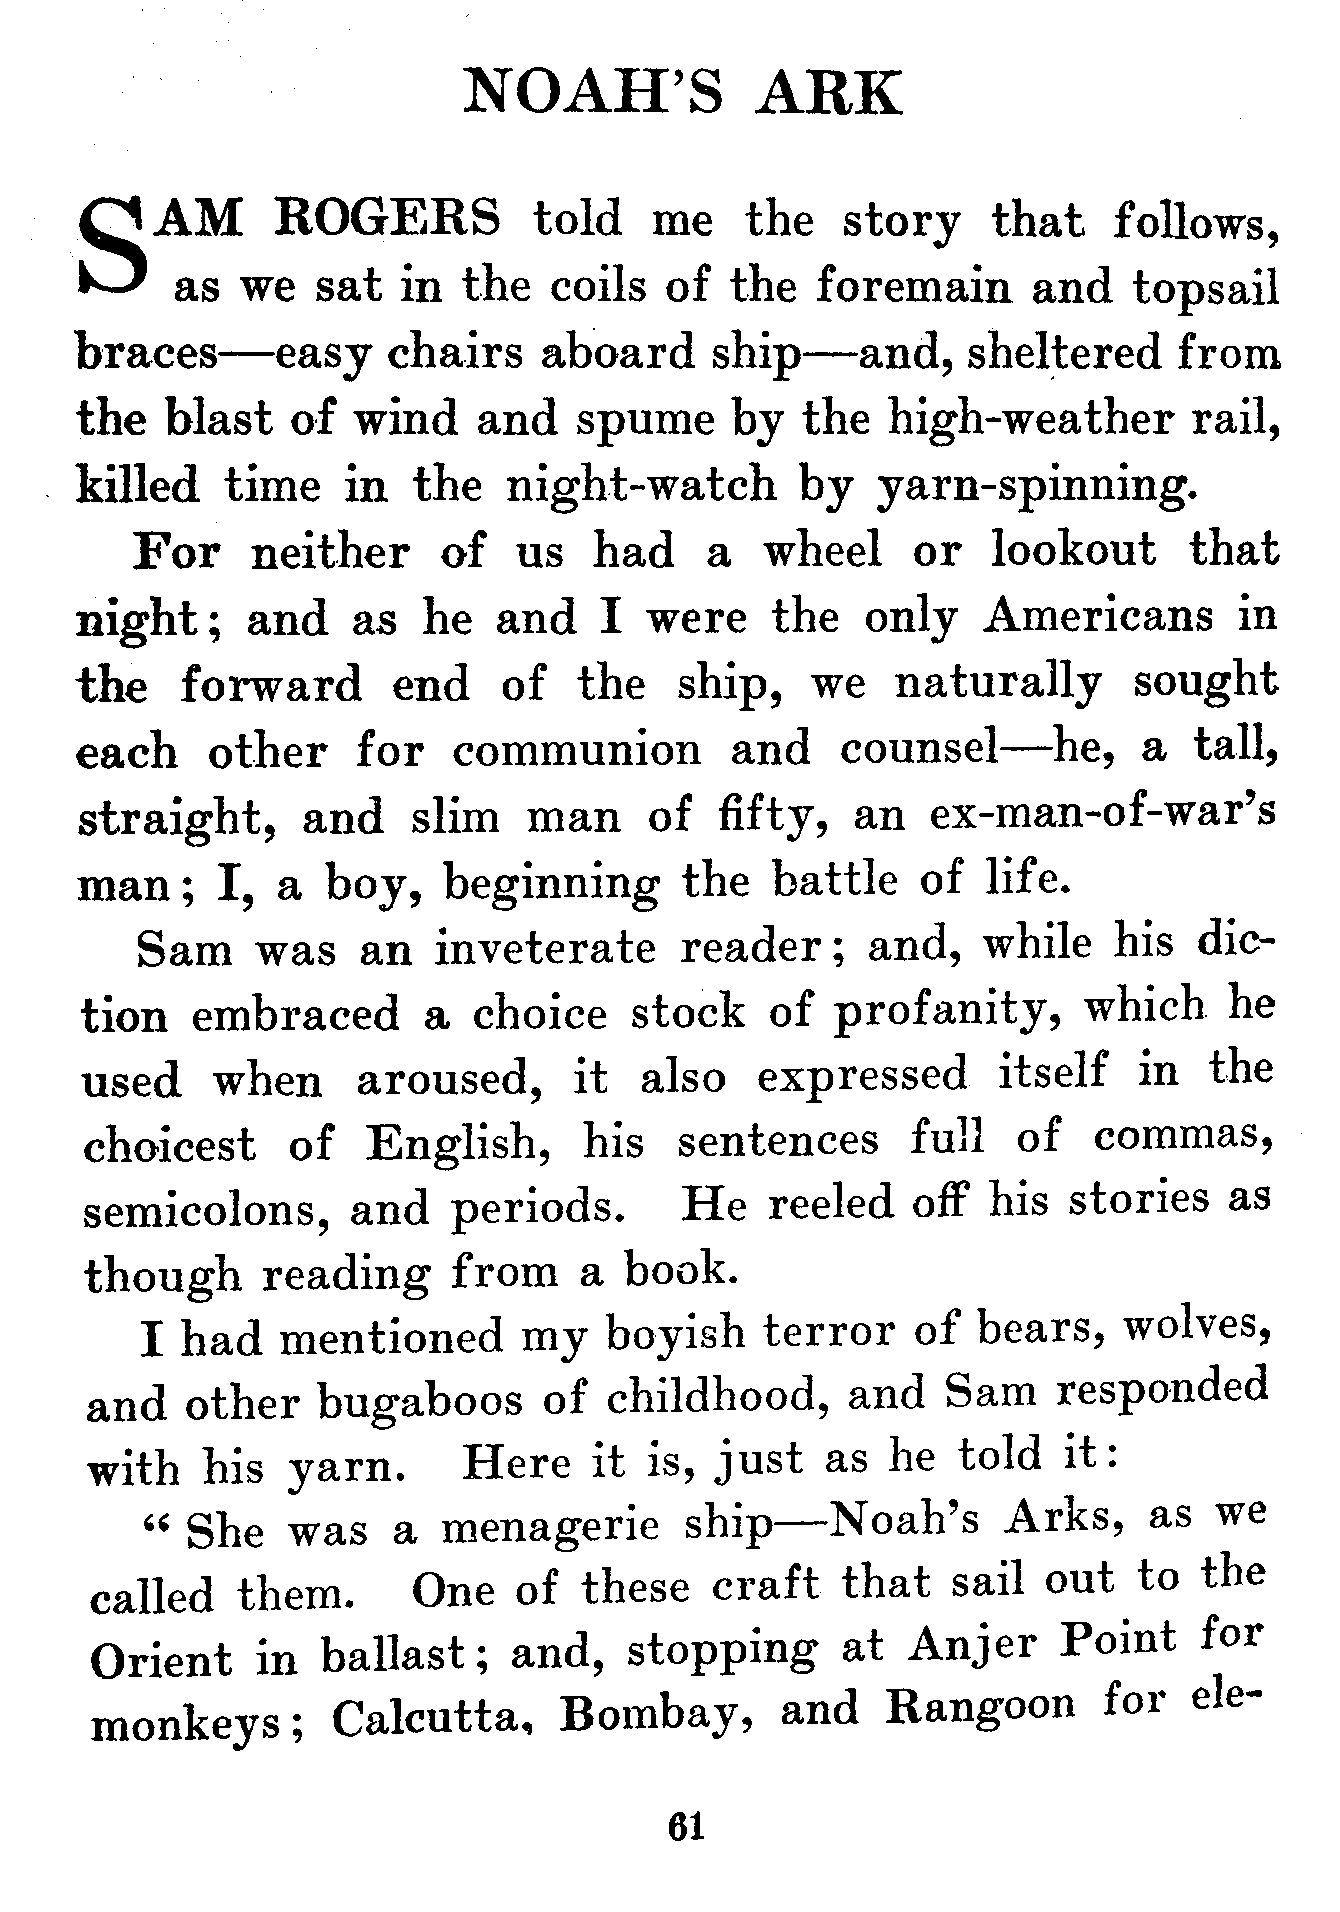 NOAH'S ARK
SAM ROGERS told me the story that follows,
as we sat in the coils of the foremain and topsail
braces—easy chairs aboard ship—and, sheltered from
the blast of wind and spume by the high-weather rail,
killed time in the night-watch by yarn-spinning.
For neither of us had a wheel or lookout that
night; and as he and I were the only Americans in
the forward end of the ship, we naturally sought
each other for communion and counsel—he, a tall,
straight, and slim man of fifty, an ex-man-of-war's
man; I, a boy, beginning the battle of life.
Sam was an inveterate reader; and, while his dic-
tion embraced a choice stock of profanity, which he
used when aroused, it also expressed itself in the
choicest of English, his sentences full of commas,
semicolons, and periods. He reeled off his stories as
though reading from a book.
I had mentioned my boyish terror of bears, wolves,
and other bugaboos of childhood, and Sam responded
with his yarn. Here it is, just as he told it:
“She was a menagerie ship—Noah's Arks, as we
called them. One of these craft that sail out to the
Orient in ballast; and, stopping at Anjer Point for
monkeys; Calcutta, Bombay, and Rangoon for ele-
61